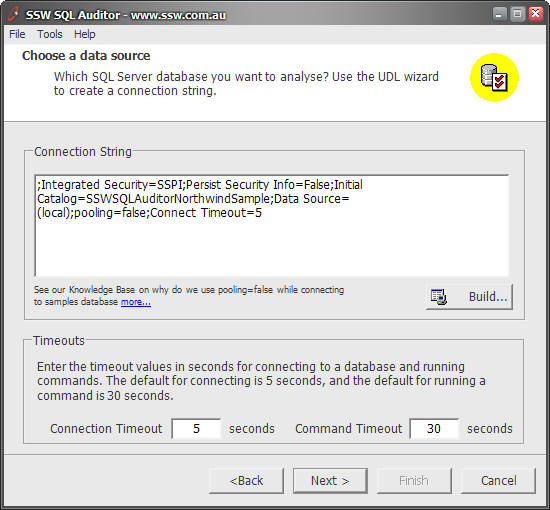 SSW SQL Auditor - www.ssw.com.au
File Tools Help
Choose a data source
Which SQL Server database you want to analyse? Use the UDL wizard
to create a connection string.
Connection String
;Integrated Security=SSPI;Persist Security Info=False;Initial
Catalog=SSWSQLAuditorNorthwindSample;Data Source=
(local);pooling=false;Connect Timeout=5
See our Knowledge Base on why do we use pooling=false while connecting
to samples database more...
Build...
Timeouts
Enter the timeout values in seconds for connecting to a database and running
commands. The default for connecting is 5 seconds, and the default for running a
command is 30 seconds.
Connection Timeout 5 seconds Command Timeout 30 seconds
<Back Next > Finish Cancel